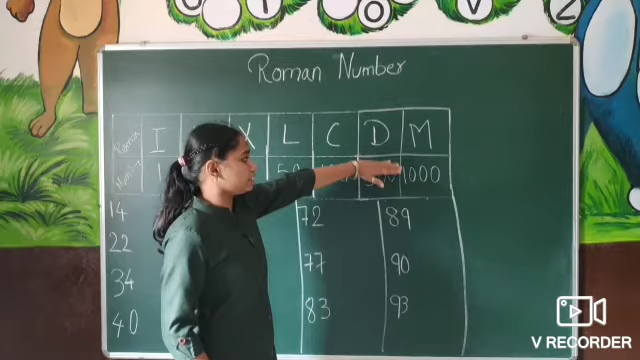 V Z
Roman Number
Roman I X L C D M
Number 1 50 1000
14 72 89
22 77 90
34 83 93
40
V RECORDER